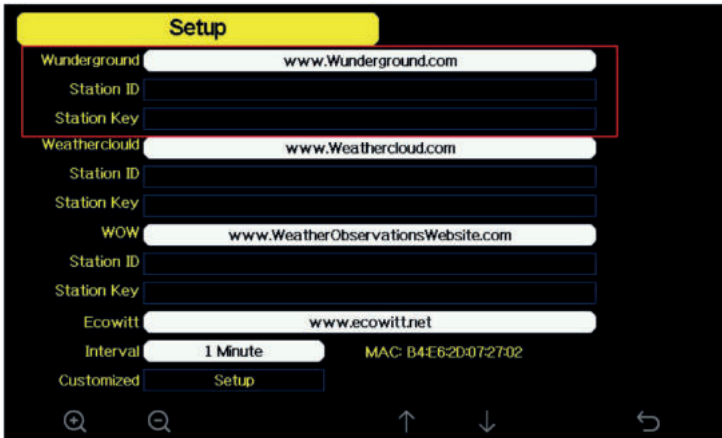 Setup
Wunderground www.Wunderground.com
Station ID
Station Key
Weatherclould www.Weathercloud.com
Station ID
Station Key
WOW www.WeatherObservationsWebsite.com
Station ID
Station Key
Ecowitt www.ecowitt.net
Interval 1 Minute MAC: B4:E6:2D:07:27:02
Customized Setup